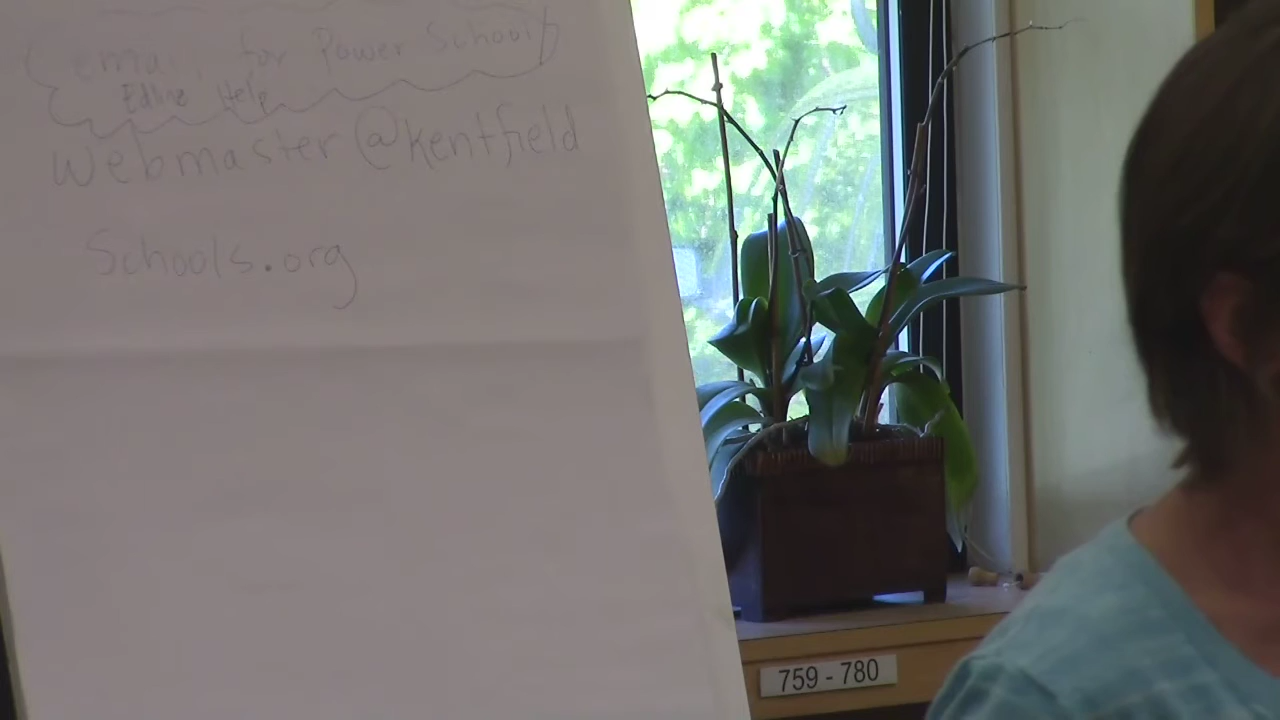 email for Power School
Edline Help
Webmaster@kentfield
Schools.org
759 - 780